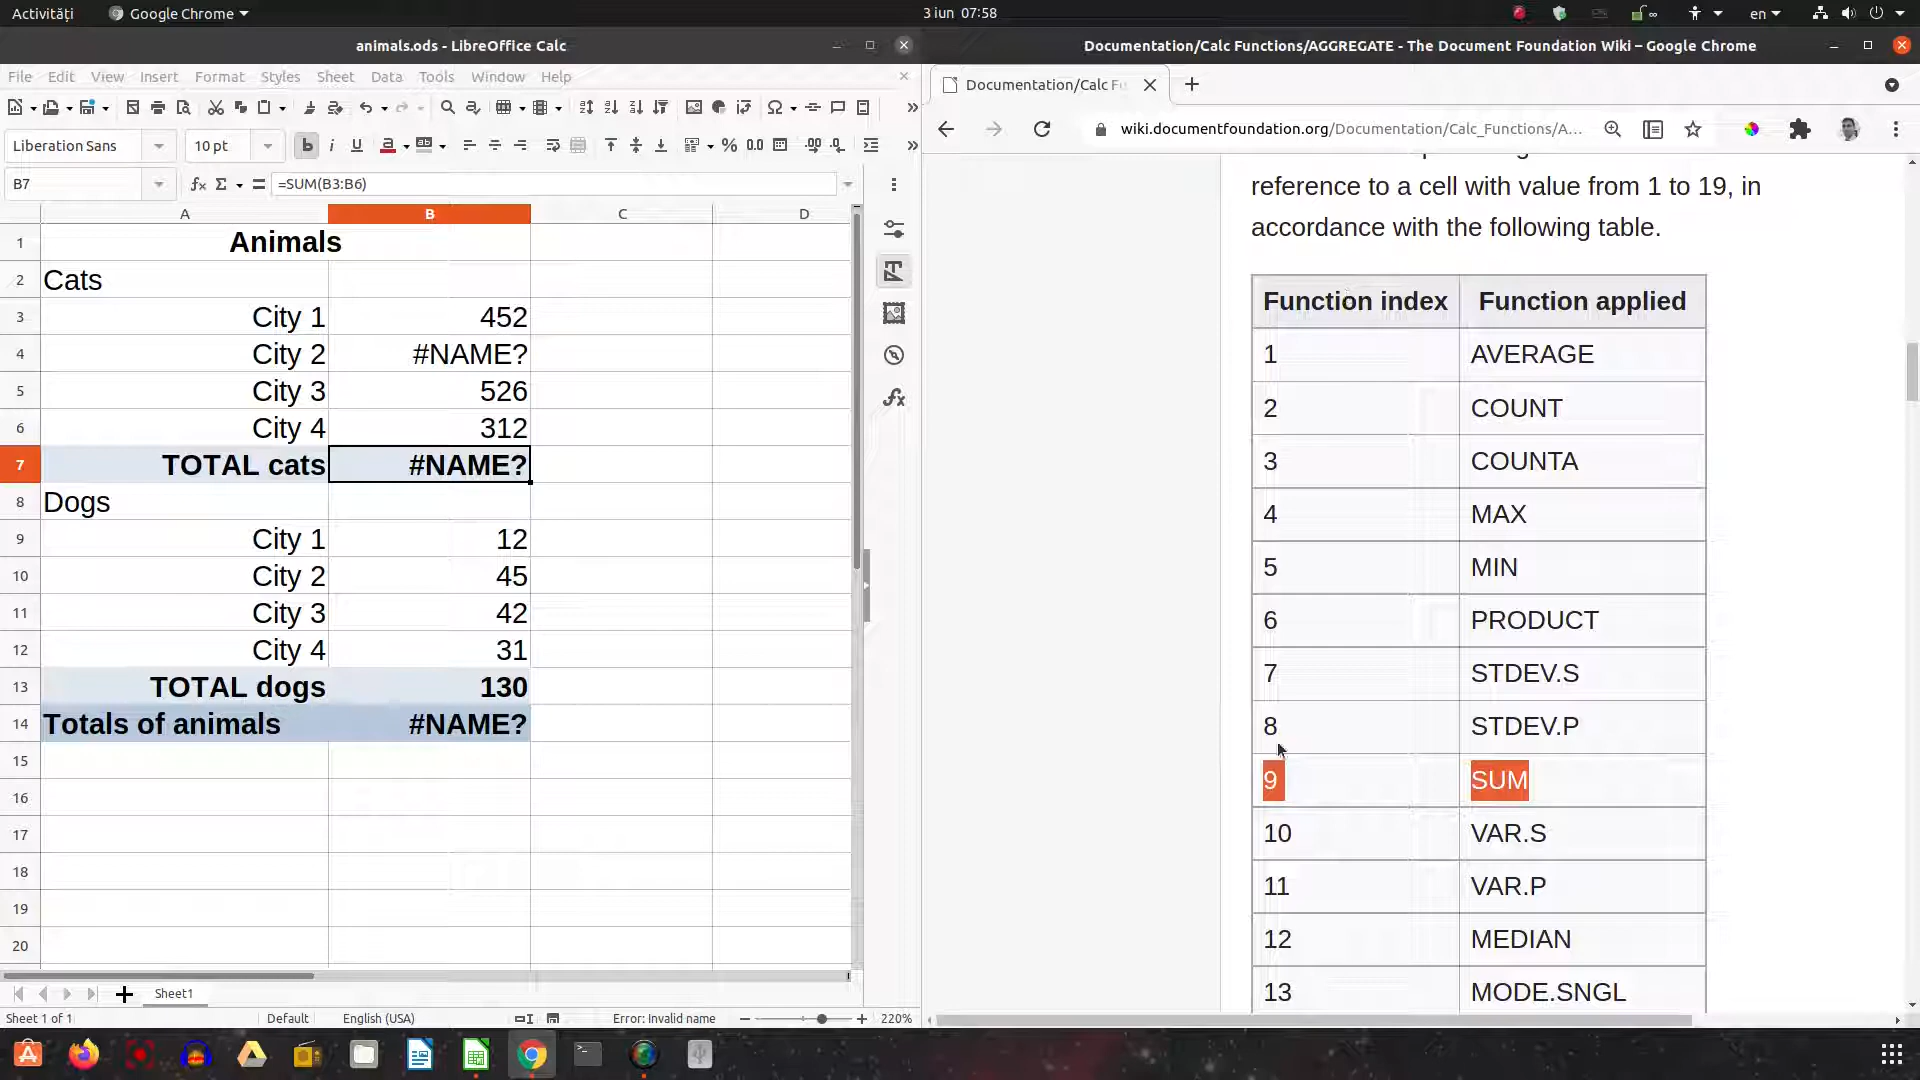 Activități
Google Chrome
3 iun 07:58
en
animals.ods - LibreOffice Calc
File Edit View Insert Format Styles Sheet Data Tools Window Help
Liberation Sans 10 pt
B7 =SUM(B3:B6)
A B C D
1 Animals
2 Cats
3 City 1 452
4 City 2 #NAME?
5 City 3 526
6 City 4 312
7 TOTAL cats #NAME?
8 Dogs
9 City 1 12
10 City 2 45
11 City 3 42
12 City 4 31
13 TOTAL dogs 130
14 Totals of animals #NAME?
15
16
17
18
19
20
Sheet1
Sheet 1 of 1 Default English (USA) Error: Invalid name 220%
Documentation/Calc Functions/AGGREGATE - The Document Foundation Wiki – Google Chrome
Documentation/Calc
wiki.documentfoundation.org/Documentation/Calc_Functions/A...
reference to a cell with value from 1 to 19, in
accordance with the following table.
Function index Function applied
1 AVERAGE
2 COUNT
3 COUNTA
4 MAX
5 MIN
6 PRODUCT
7 STDEV.S
8 STDEV.P
9 SUM
10 VAR.S
11 VAR.P
12 MEDIAN
13 MODE.SNGL